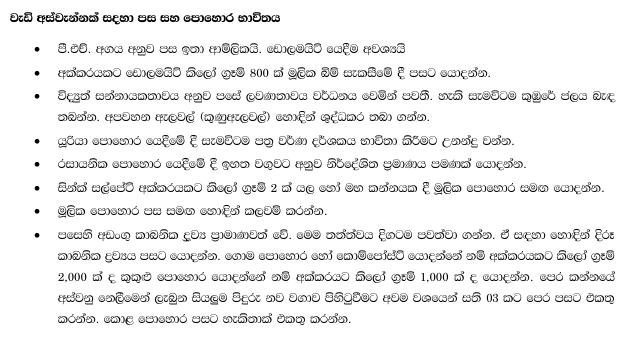 වැඩි අස්වැන්නක් සදහා පස සහ පොහොර භාවිතය
• පී.එච්. අගය අනුව පස ඉතා ආම්ලිකයි. ඩොලමයිට් යෙදීම අවශ්‍යයි
• අක්කරයකට ඩොලමයිට් කිලෝ ග්‍රෑම් 800 ක් මූලික බිම් සැකසීමේ දී පසට යොදන්න.
• විද්‍යුත් සන්නායකතාවය අනුව පසේ ලවණතාවය වර්ධනය වෙමින් පවතී. හැකි සැමවිටම කුඹුරේ ජලය බැඳ
තබන්න. අපවහන ඇලවල් (කුණුඇලවල්) හොඳින් ශුද්ධකර තබා ගන්න.
• යූරියා පොහොර යෙදීමේ දී සැමවිටම පත්‍ර වර්ණ දර්ශකය භාවිතා කිරීමට උනන්දු වන්න.
• රසායනික පොහොර යෙදීමේ දී ඉහත වගුවට අනුව නිර්දේශිත ප්‍රමාණය පමණක් යොදන්න.
• සින්ක් සල්පේට් අක්කරයකට කිලෝ ග්‍රෑම් 2 ක් යල හෝ මහ කන්නයක දී මූලික පොහොර සමඟ යොදන්න.
• මූලික පොහොර පස සමඟ හොඳින් කලවම් කරන්න.
• පසෙහි අඩංගු කාබනික ද්‍රව්‍ය ප්‍රාමාණවත් වේ. මෙම තත්ත්වය දිගටම පවත්වා ගන්න. ඒ සඳහා හොඳින් දිරූ
කාබනික ද්‍රව්‍යය පසට යොදන්න. ගොම පොහොර හෝ කොම්පෝස්ට් යොදන්නේ නම් අක්කරයකට කිලෝ ග්‍රෑම්
2,000 ක් ද කුකුළු පොහොර යොදන්නේ නම් අක්කරයට කිලෝ ග්‍රෑම් 1,000 ක් ද යොදන්න. පෙර කන්නයේ
අස්වනු නෙලීමෙන් ලැබුන සියලුම පිදුරු නව වගාව පිහිටුවීමට අවම වශයෙන් සති 03 කට පෙර පසට එකතු
කරන්න. කොළ පොහොර පසට හැකිතාක් එකතු කරන්න.